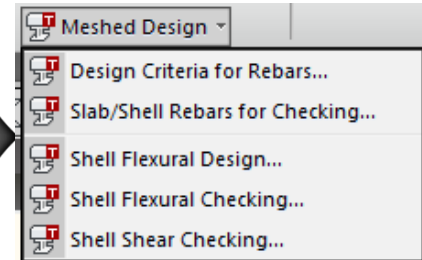 Meshed Design
Design Criteria for Rebars...
Slab/Shell Rebars for Checking...
Shell Flexural Design...
Shell Flexural Checking...
Shell Shear Checking...